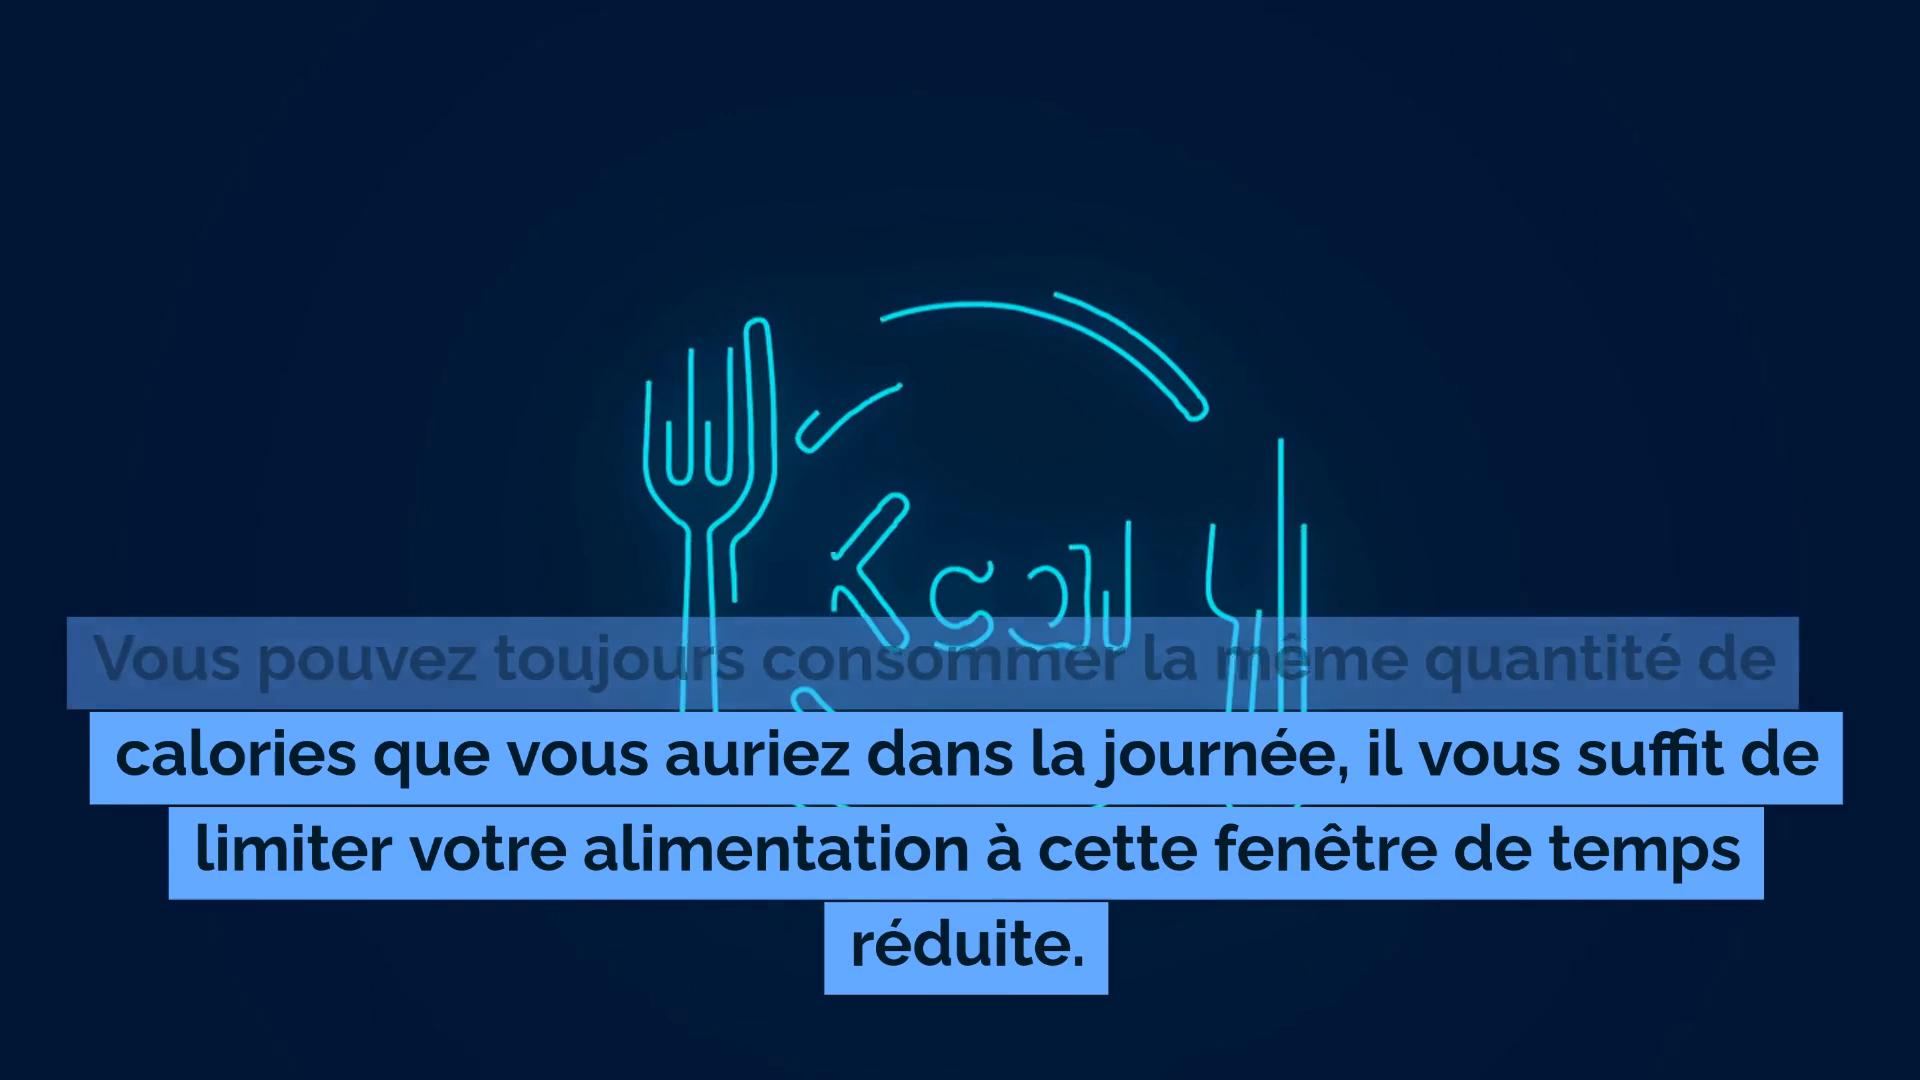 Kcal
Vous pouvez toujours consommer la même quantité de
calories que vous auriez dans la journée, il vous suffit de
limiter votre alimentation à cette fenêtre de temps
réduite.